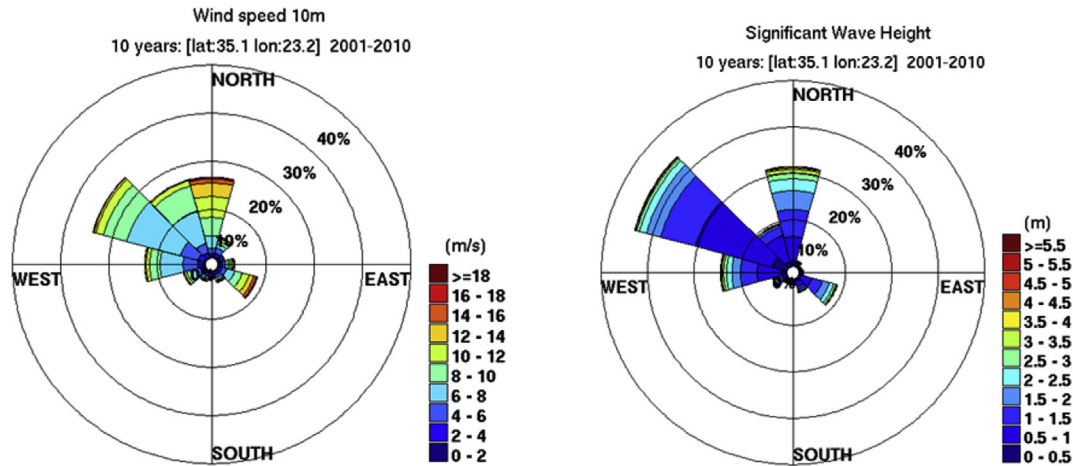 Wind speed 10m
10 years: [lat:35.1 lon:23.2] 2001-2010
NORTH
40%
30%
20%
10%
WEST
EAST
SOUTH
(m/s)
>=18
16 - 18
14 - 16
12 - 14
10 - 12
8 - 10
6 - 8
4 - 6
2 - 4
0 - 2
Significant Wave Height
10 years: [lat:35.1 lon:23.2] 2001-2010
NORTH
40%
30%
20%
10%
WEST
EAST
SOUTH
(m)
>=5.5
5 - 5.5
4.5 - 5
4 - 4.5
3.5 - 4
3 - 3.5
2.5 - 3
2 - 2.5
1.5 - 2
1 - 1.5
0.5 - 1
0 - 0.5